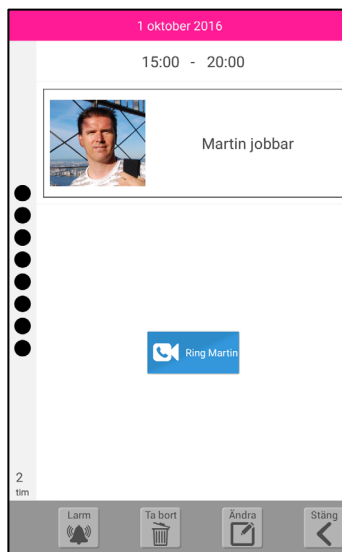 1 oktober 2016
15:00 - 20:00
Martin jobbar
Ring Martin
2
tim
Larm
Ta bort
Ändra
Stäng